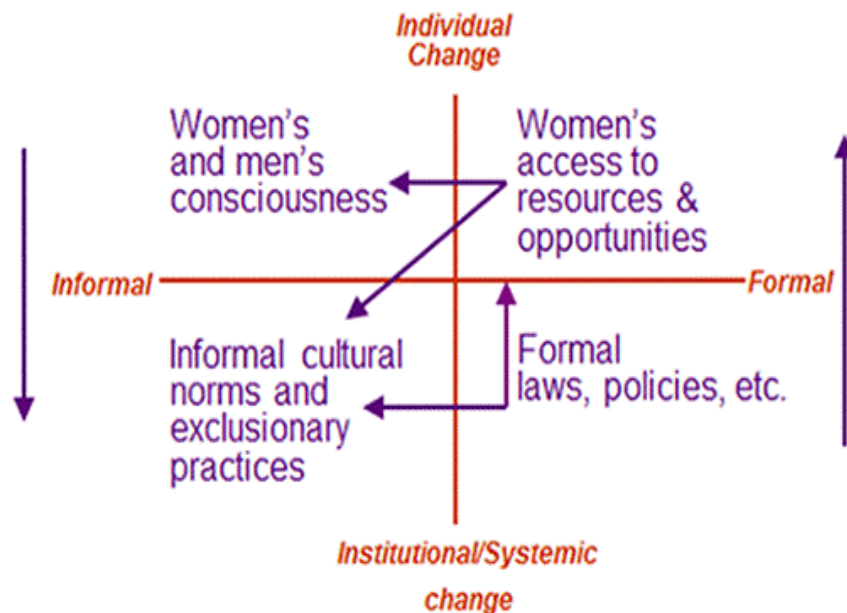 Individual
Change
Women's
and men's
consciousness
Women's
access to
resources &
opportunities
Informal
Formal
Informal cultural
norms and
exclusionary
practices
Formal
laws, policies, etc.
Institutional/Systemic
change